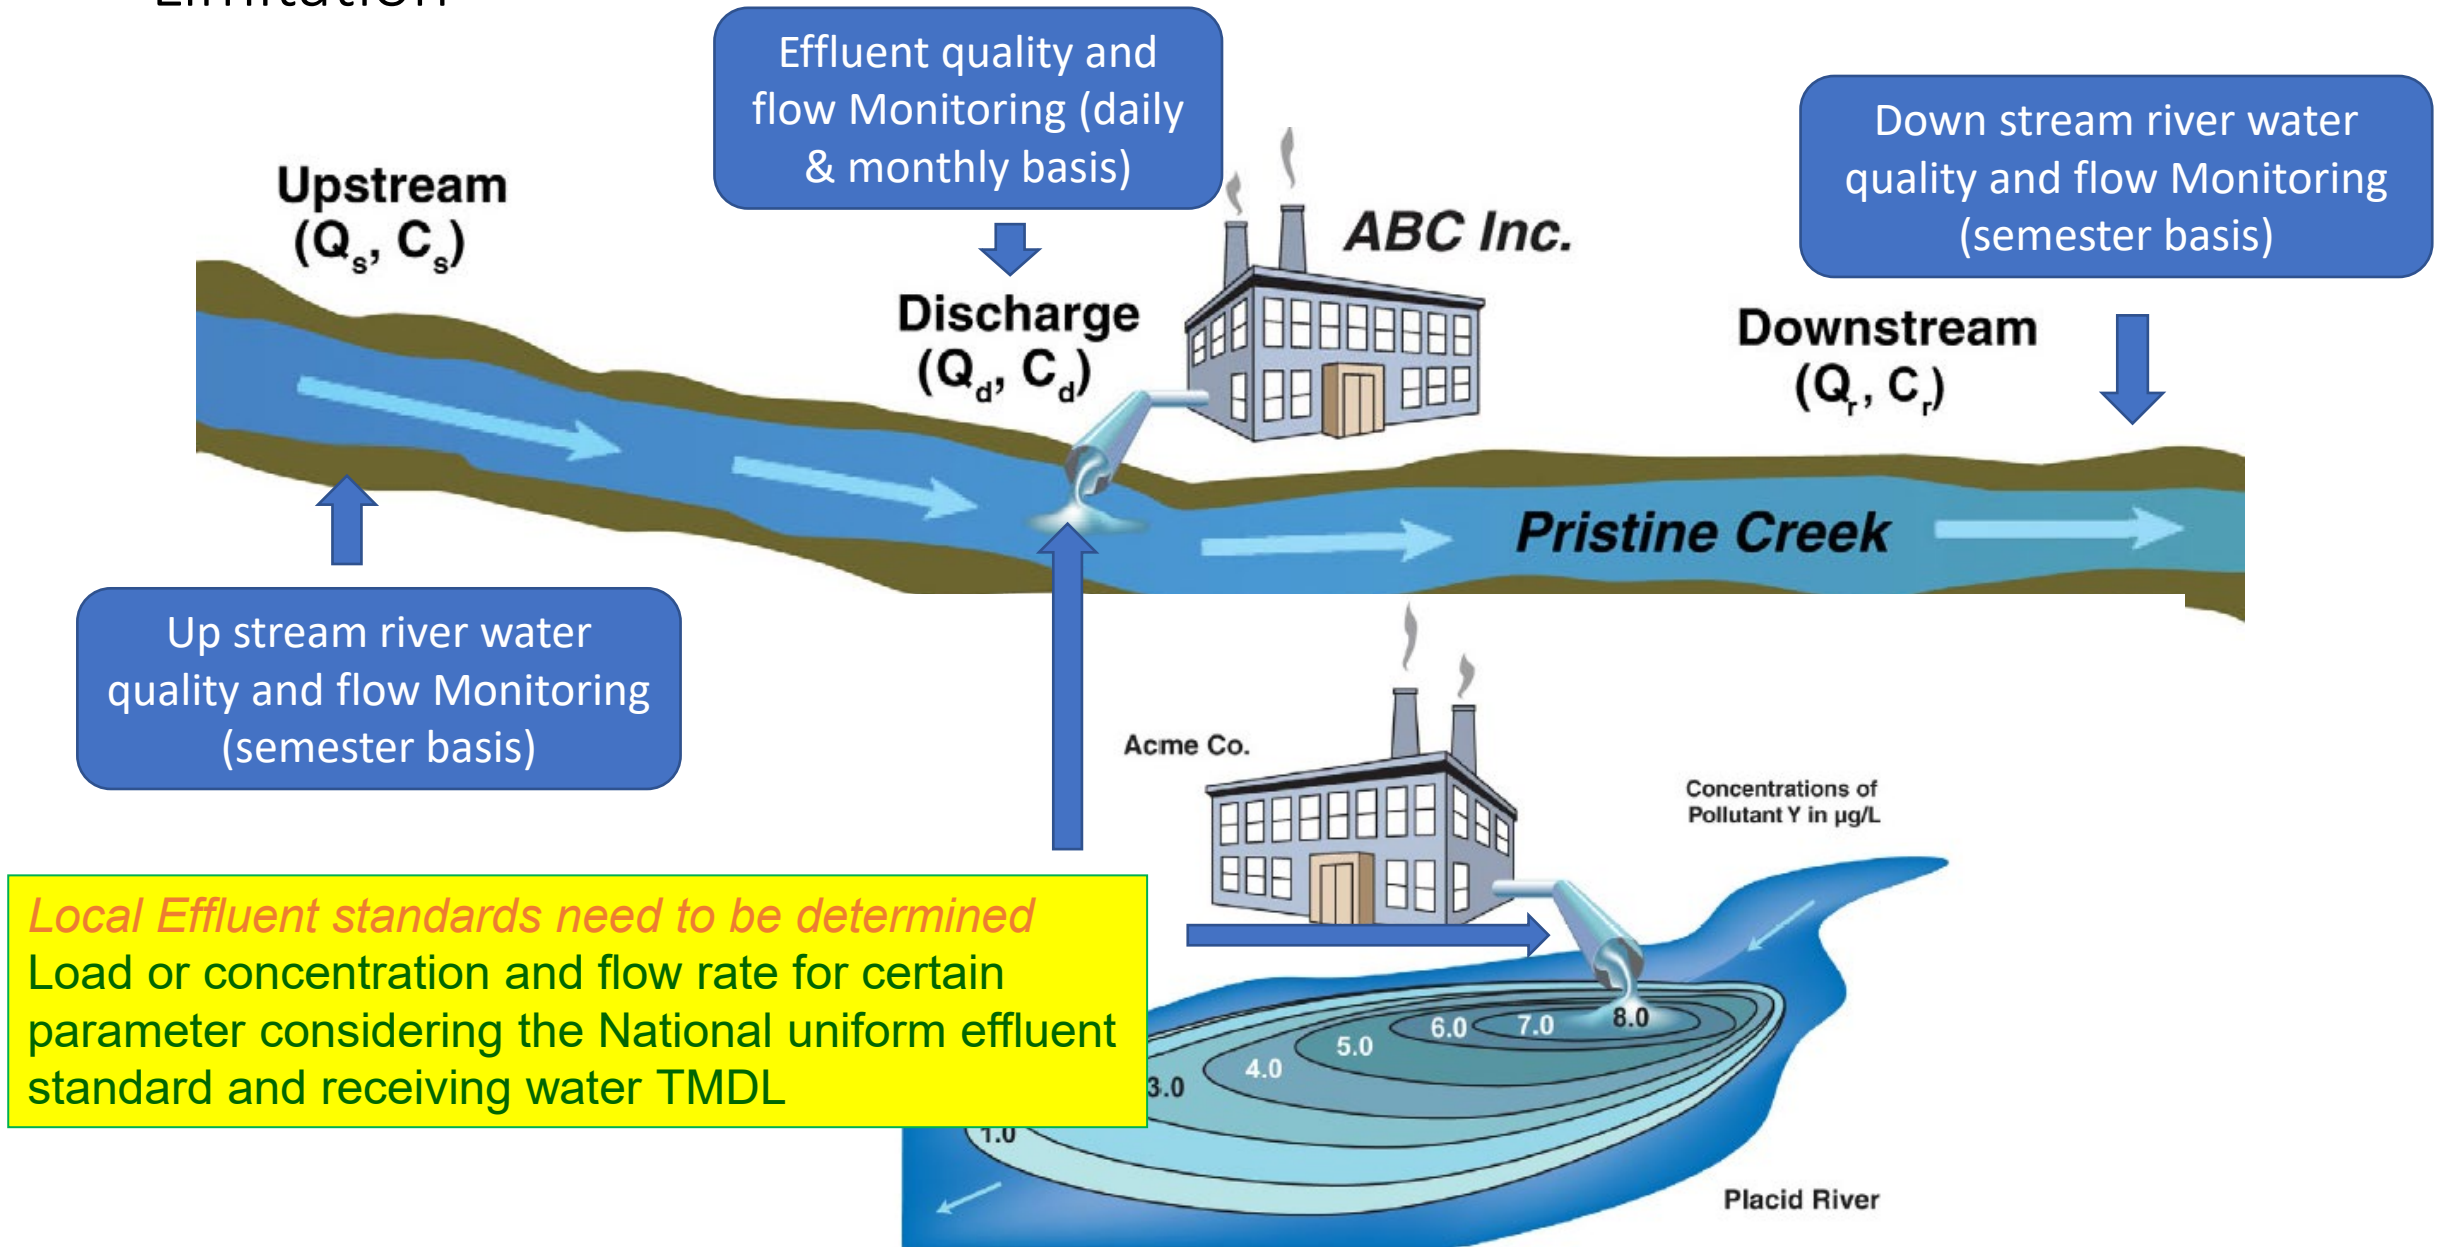 Limitation
Effluent quality and
flow Monitoring (daily
& monthly basis)
Down stream river water
quality and flow Monitoring
(semester basis)
Upstream
(Qs, Cs)
ABC Inc.
Discharge
(Qd, Cd)
Downstream
(Qr, Cr)
Pristine Creek
Up stream river water
quality and flow Monitoring
(semester basis)
Acme Co.
Concentrations of
Pollutant Y in µg/L
Local Effluent standards need to be determined
Load or concentration and flow rate for certain
parameter considering the National uniform effluent
standard and receiving water TMDL
8.0
7.0
6.0
5.0
4.0
3.0
1.0
Placid River